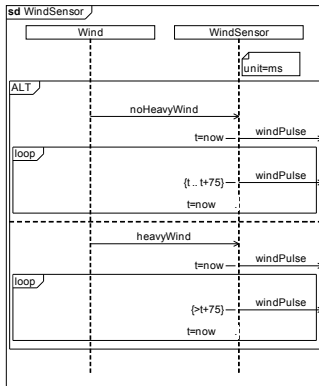 sd WindSensor
Wind WindSensor
unit=ms
ALT
noHeavyWind
t=now windPulse
loop
{t .. t+75} windPulse
t=now
heavyWind
t=now windPulse
loop
{>t+75} windPulse
t=now